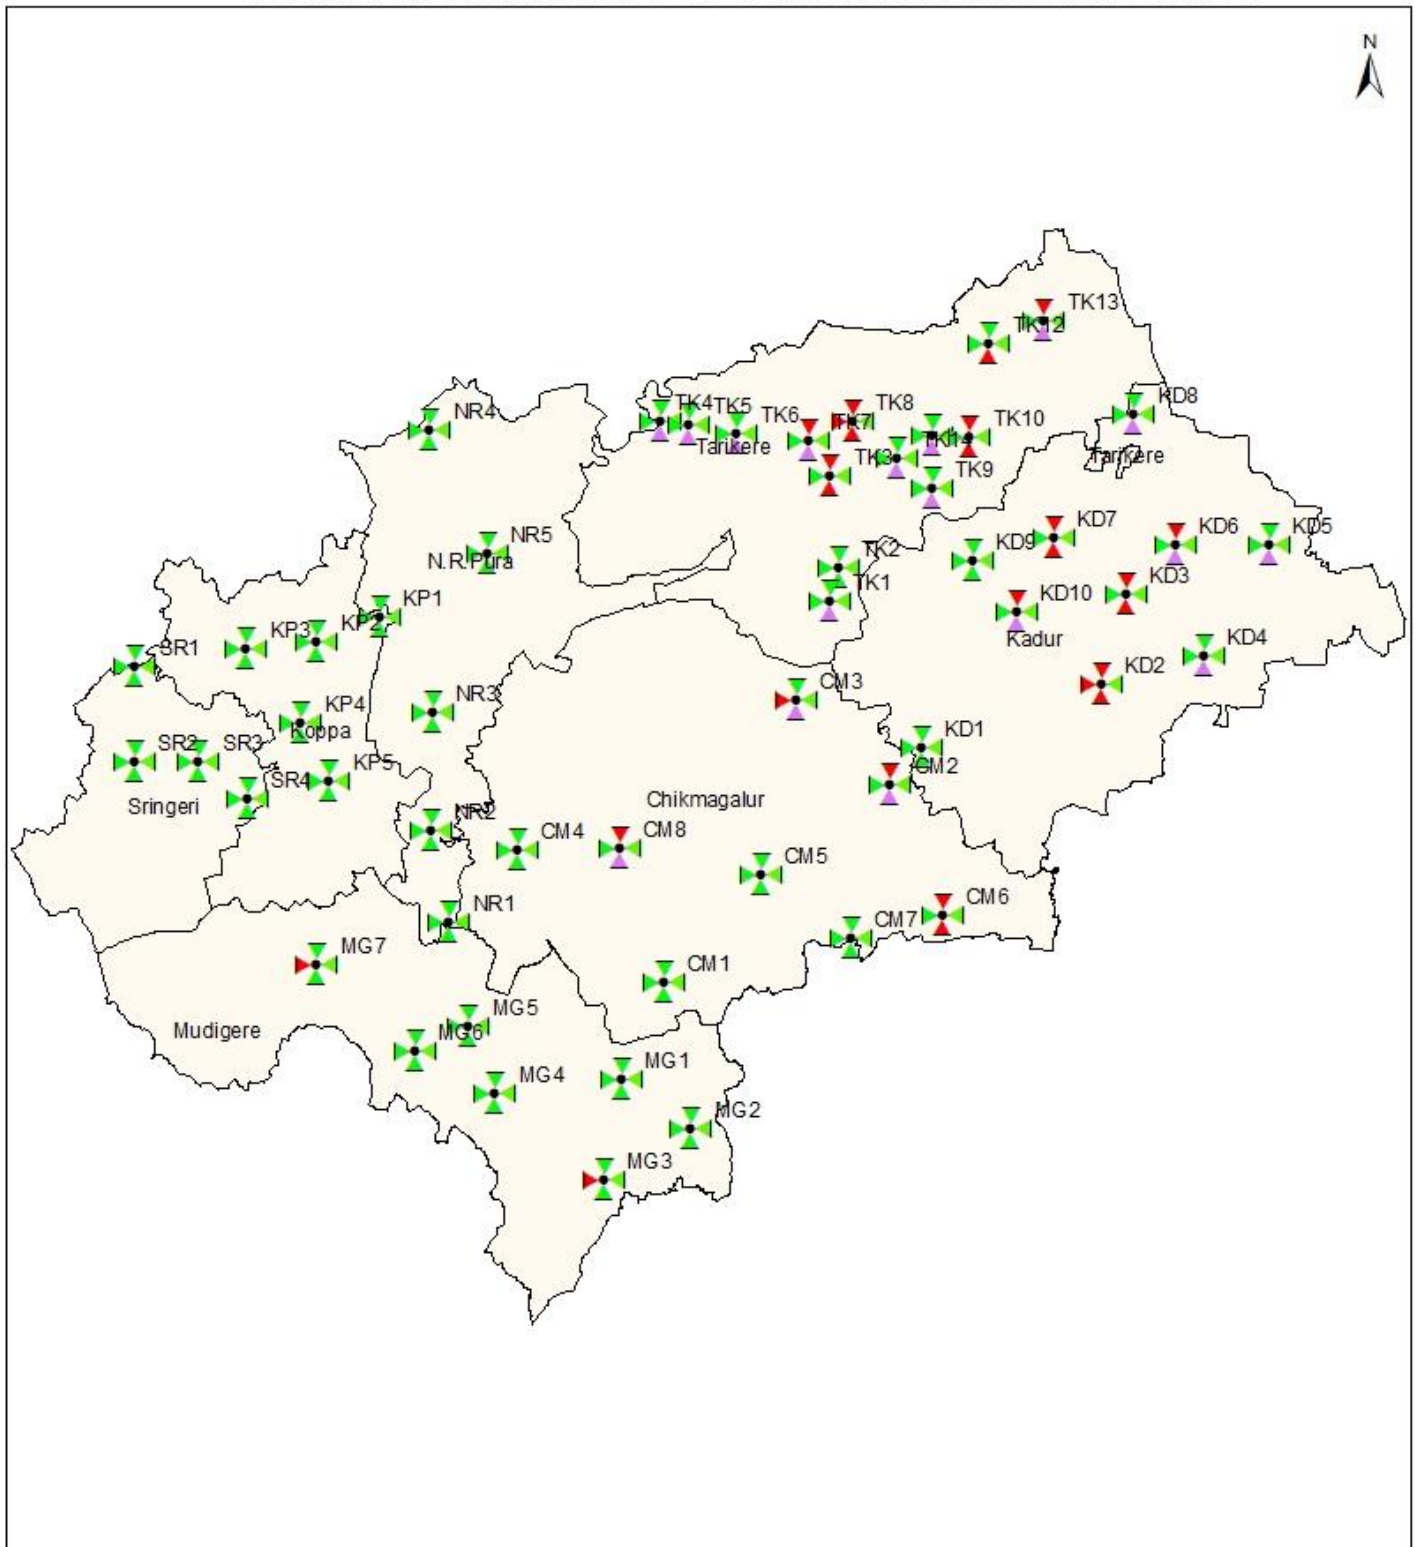 N
TK13
TK12
KD8
NR4
TK4
TK5
TK6
TK7
TK8
TK10
Tarikere
TK14
Tarikere
TK3
TK9
KD7
KD6
KD5
NR5
N.R.Pura
KD9
TK2
TK1
KD3
KD10
Kadur
KP1
KP2
KP3
SR1
KD4
KD2
CM3
NR3
KP4
Koppa
KD1
SR2
SR3
CM2
KP5
SR4
Sringeri
Chikmagalur
NR2
CM4
CM8
CM5
NR1
CM6
CM7
MG7
CM1
MG5
Mudigere
MG6
MG1
MG4
MG2
MG3